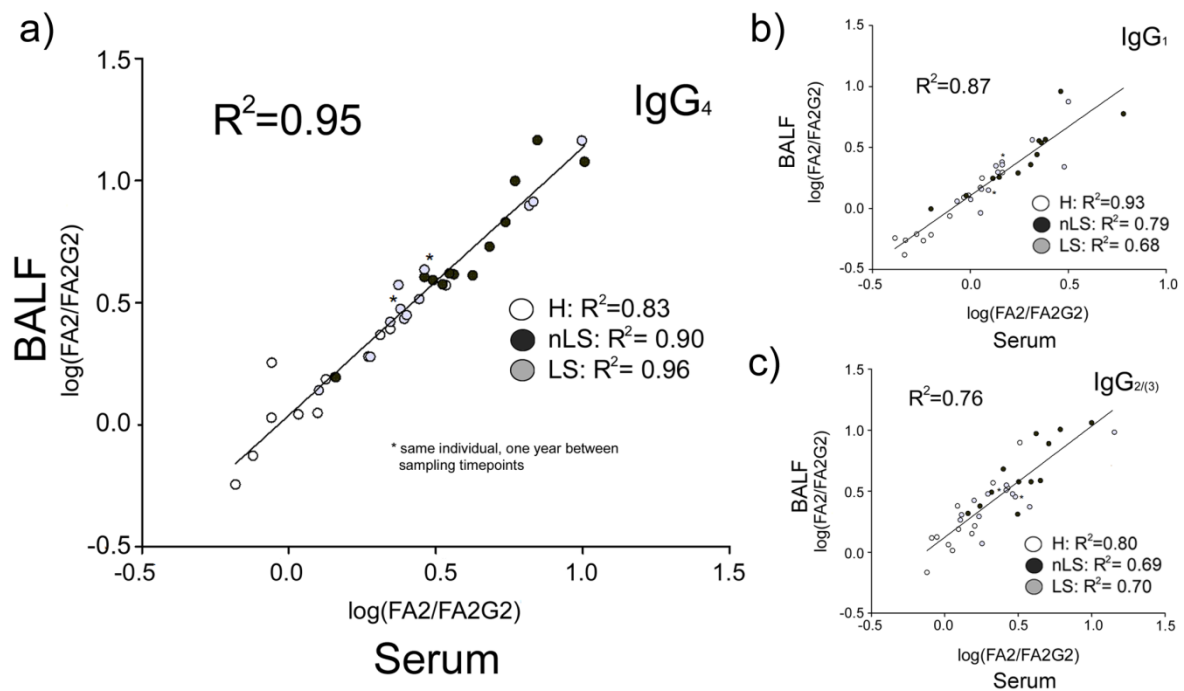 a)
1.5
1.0
0.5
0.0
-0.5
-0.5
0.0
0.5
1.0
1.5
BALF
log(FA2/FA2G2)
R²=0.95
IgG₄
H: R²=0.83
nLS: R²= 0.90
LS: R²= 0.96
* *
* same individual, one year between
sampling timepoints
log(FA2/FA2G2)
Serum
b)
IgG₁
1.5
1.0
0.5
0.0
-0.5
-0.5
0.0
0.5
1.0
BALF
log(FA2/FA2G2)
R²=0.87
* *
H: R²=0.93
nLS: R²= 0.79
LS: R²= 0.68
log(FA2/FA2G2)
Serum
c)
IgG₂/₍₃₎
1.5
1.0
0.5
0.0
-0.5
-0.5
0.0
0.5
1.0
1.5
BALF
log(FA2/FA2G2)
R²=0.76
* *
H: R²=0.80
nLS: R²= 0.69
LS: R²= 0.70
log(FA2/FA2G2)
Serum